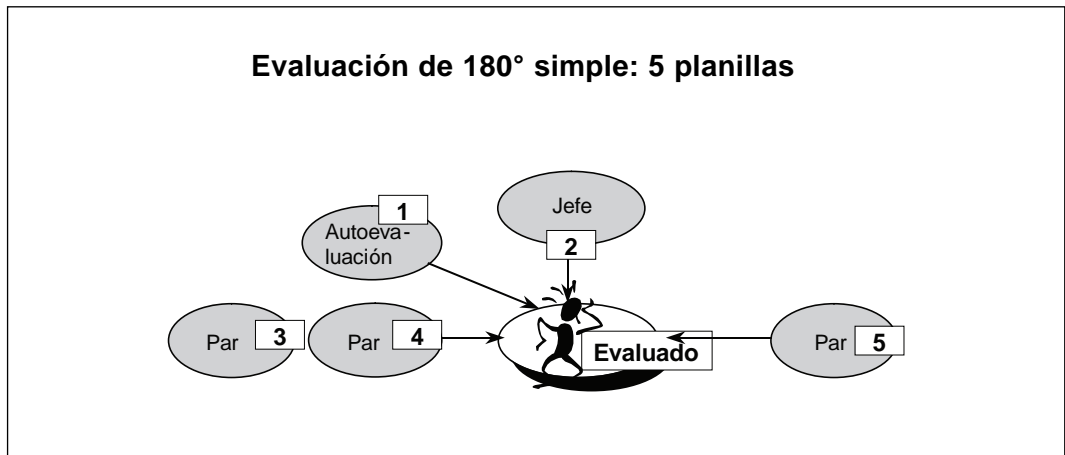 Evaluación de 180° simple: 5 planillas
1
Autoeva-
luación
Jefe
2
Par 3
Par 4
Evaluado
Par 5